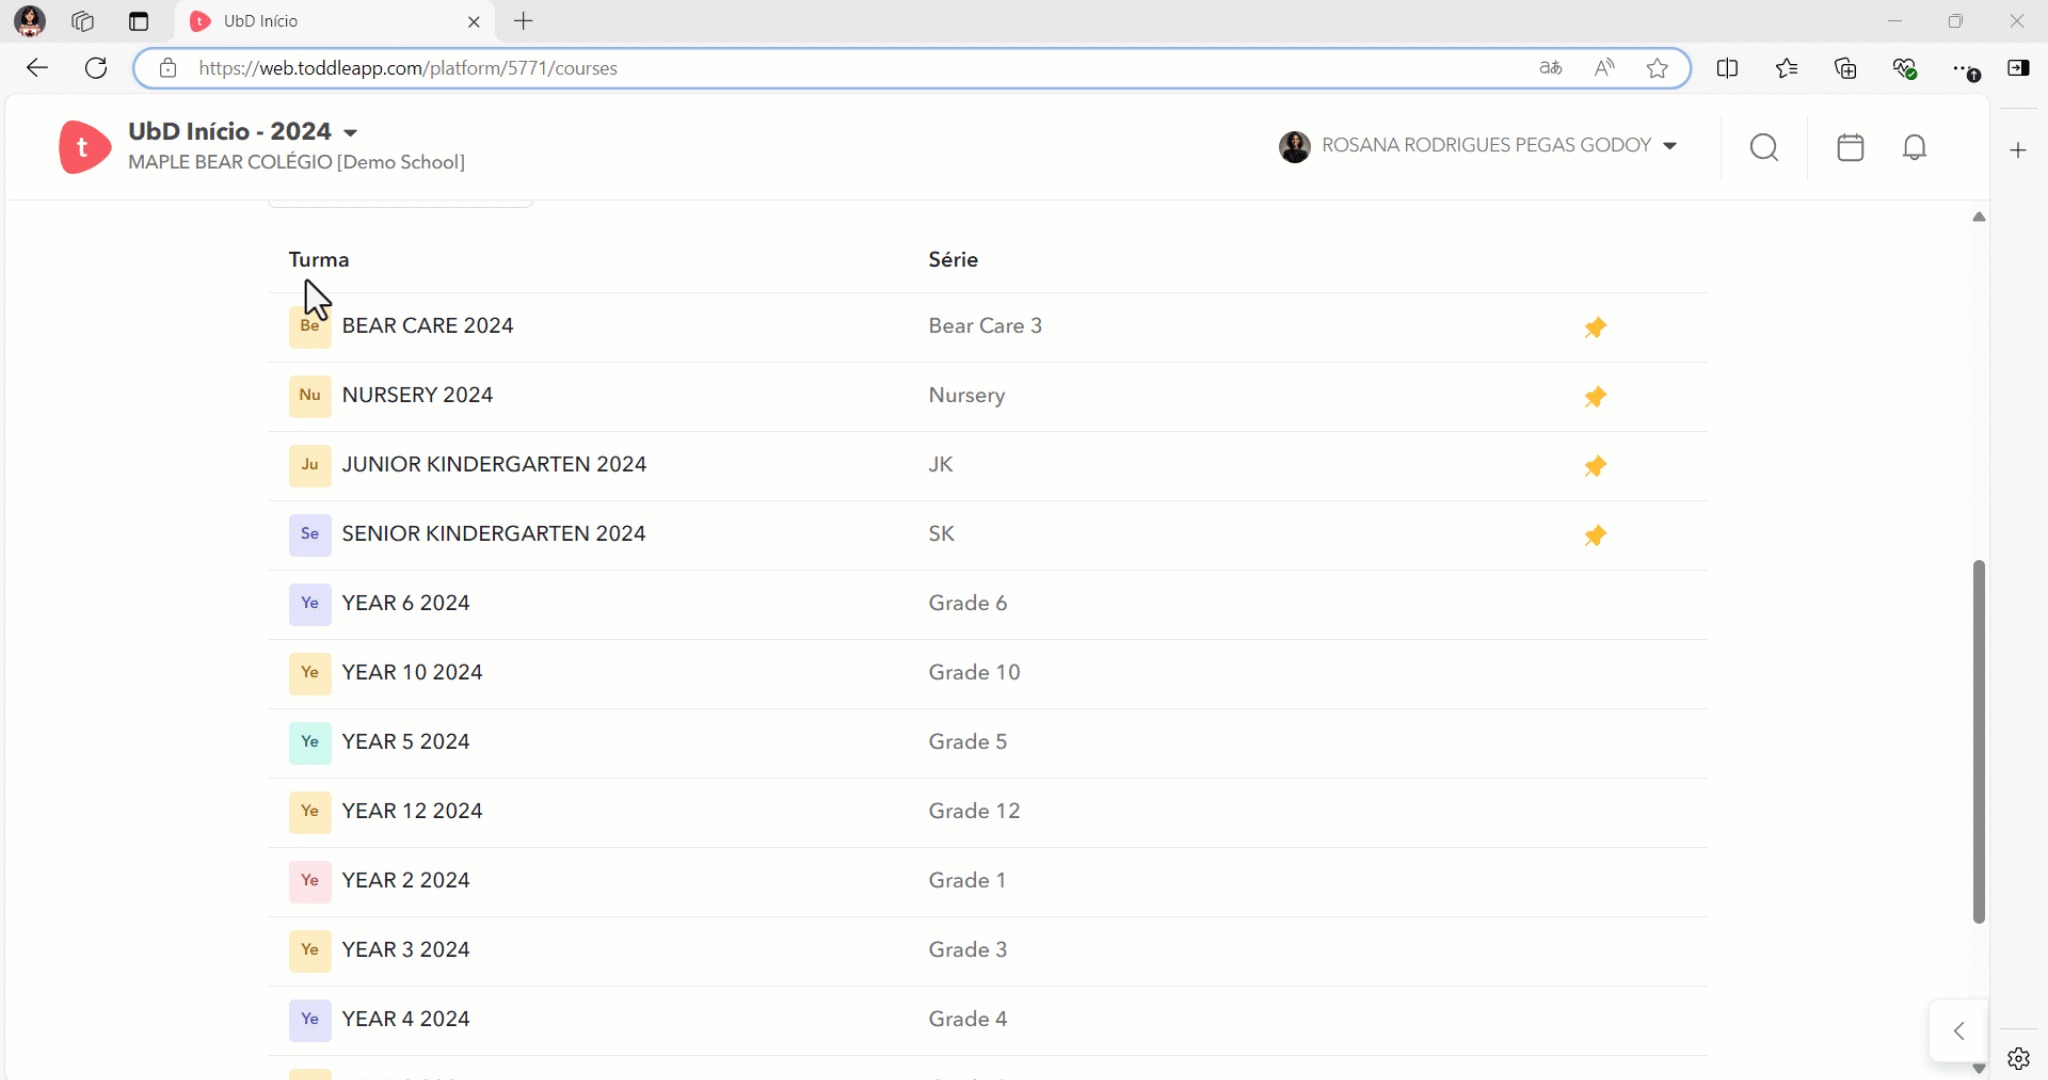 UbD Início
https://web.toddleapp.com/platform/5771/courses
t
UbD Início - 2024
MAPLE BEAR COLÉGIO [Demo School]
ROSANA RODRIGUES PEGAS GODOY
Turma Série
Be BEAR CARE 2024 Bear Care 3
Nu NURSERY 2024 Nursery
Ju JUNIOR KINDERGARTEN 2024 JK
Se SENIOR KINDERGARTEN 2024 SK
Ye YEAR 6 2024 Grade 6
Ye YEAR 10 2024 Grade 10
Ye YEAR 5 2024 Grade 5
Ye YEAR 12 2024 Grade 12
Ye YEAR 2 2024 Grade 1
Ye YEAR 3 2024 Grade 3
Ye YEAR 4 2024 Grade 4